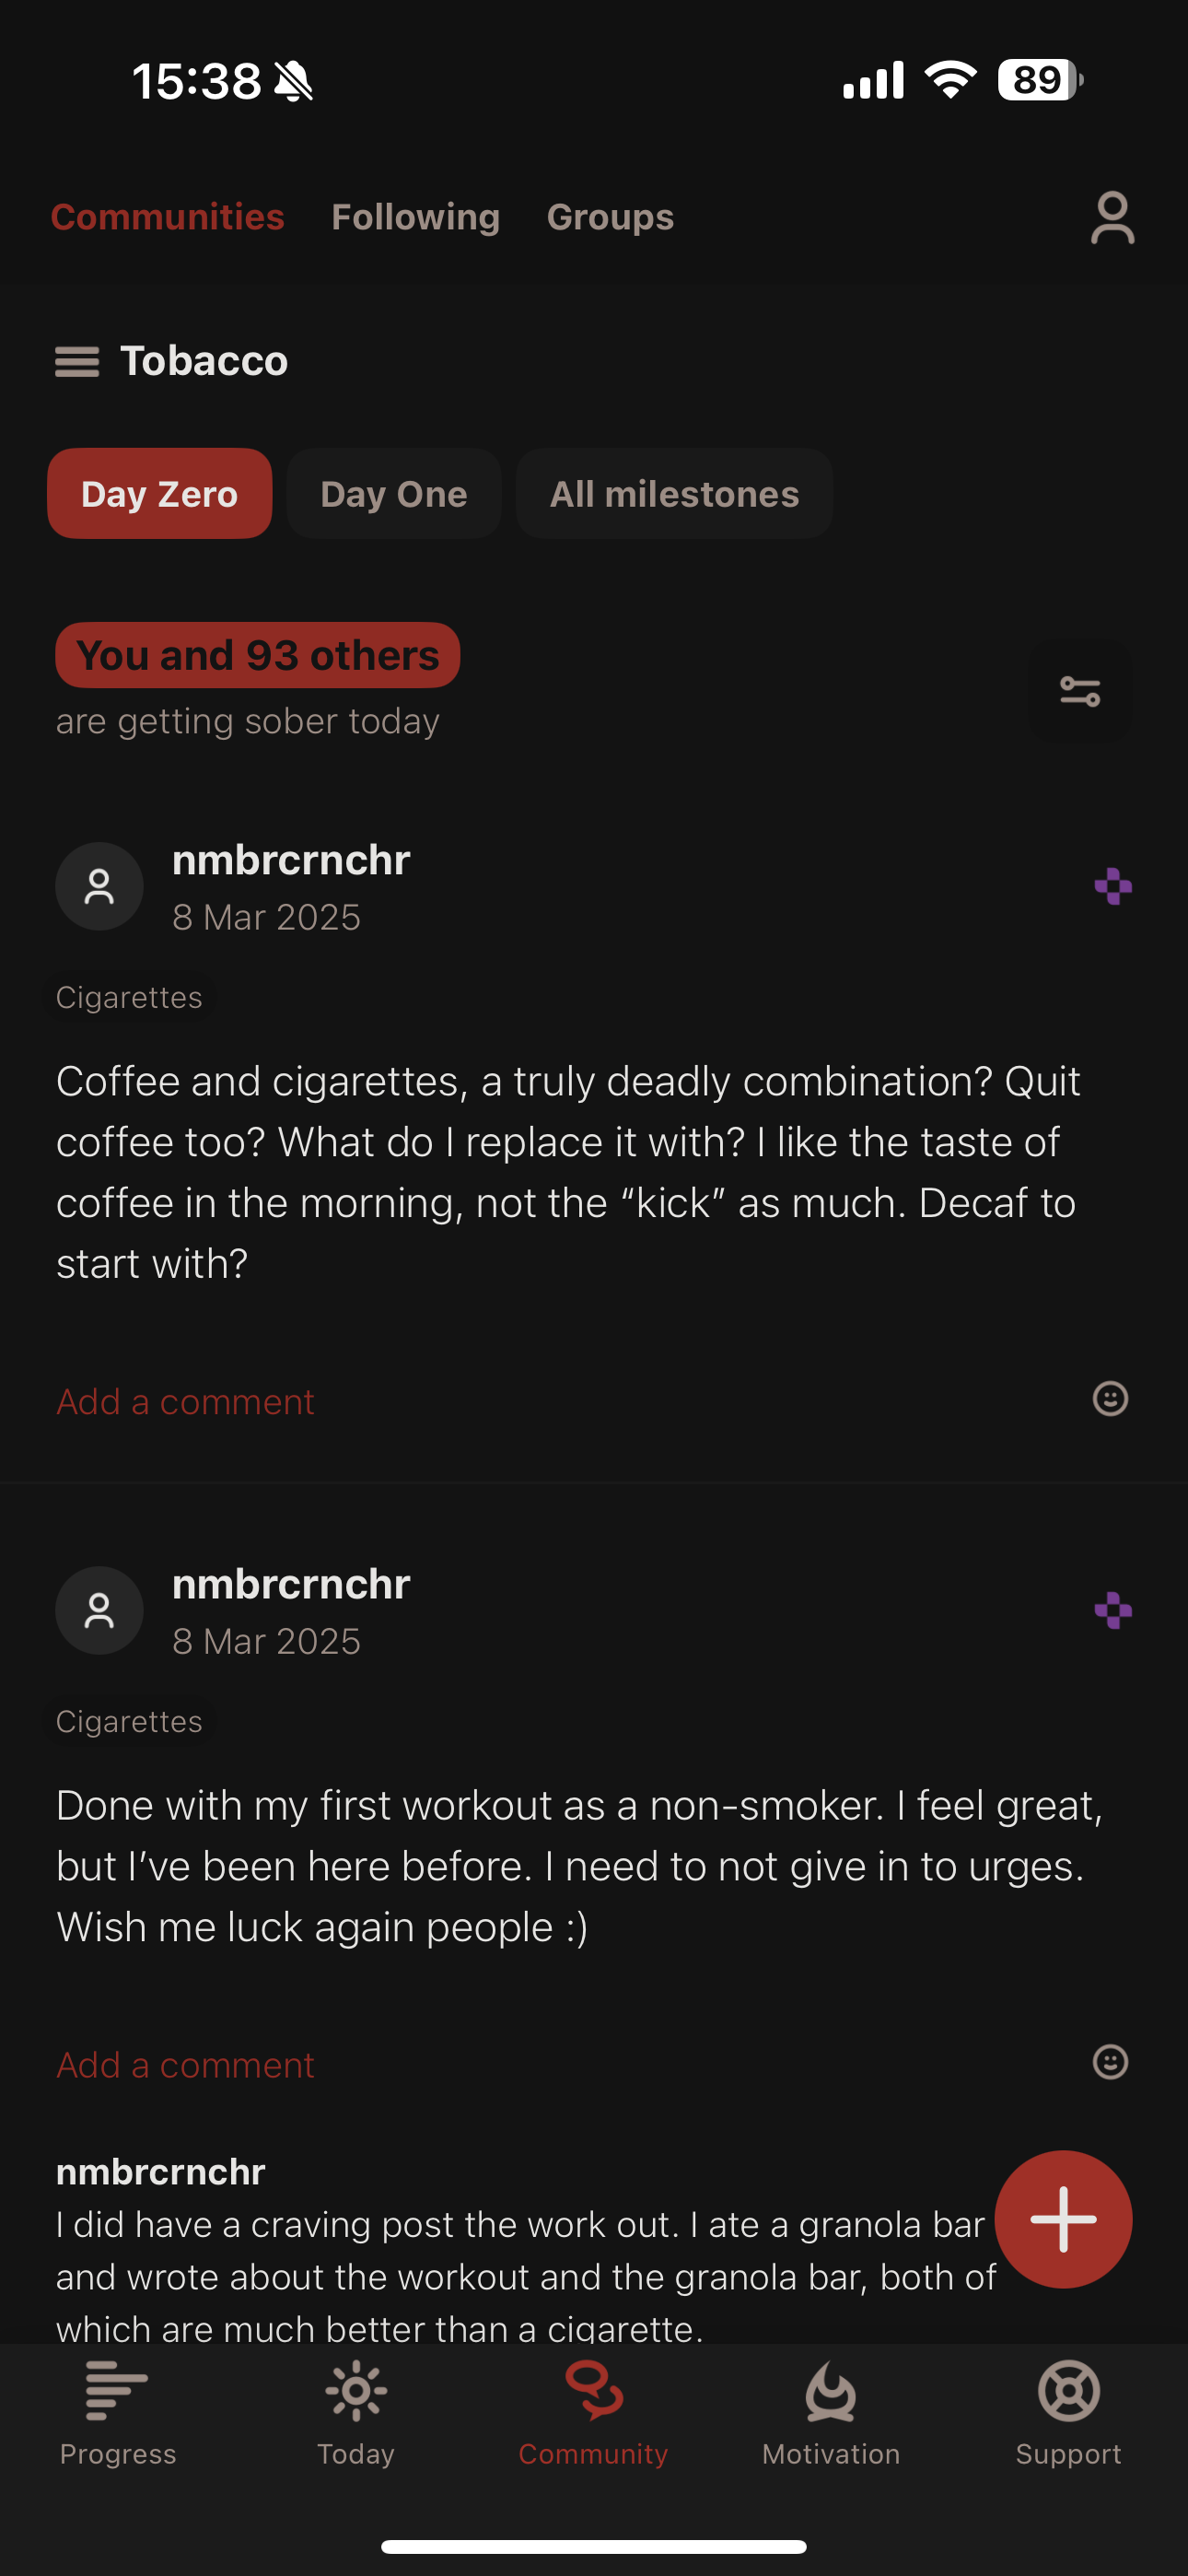 15:38
89
Communities Following Groups
Tobacco
Day Zero Day One All milestones
You and 93 others
are getting sober today
nmbrcrnchr
8 Mar 2025
Cigarettes
Coffee and cigarettes, a truly deadly combination? Quit
coffee too? What do I replace it with? I like the taste of
coffee in the morning, not the “kick” as much. Decaf to
start with?
Add a comment
nmbrcrnchr
8 Mar 2025
Cigarettes
Done with my first workout as a non-smoker. I feel great,
but I’ve been here before. I need to not give in to urges.
Wish me luck again people :)
Add a comment
nmbrcrnchr
I did have a craving post the work out. I ate a granola bar
and wrote about the workout and the granola bar, both of
which are much better than a cigarette.
Progress Today Community Motivation Support